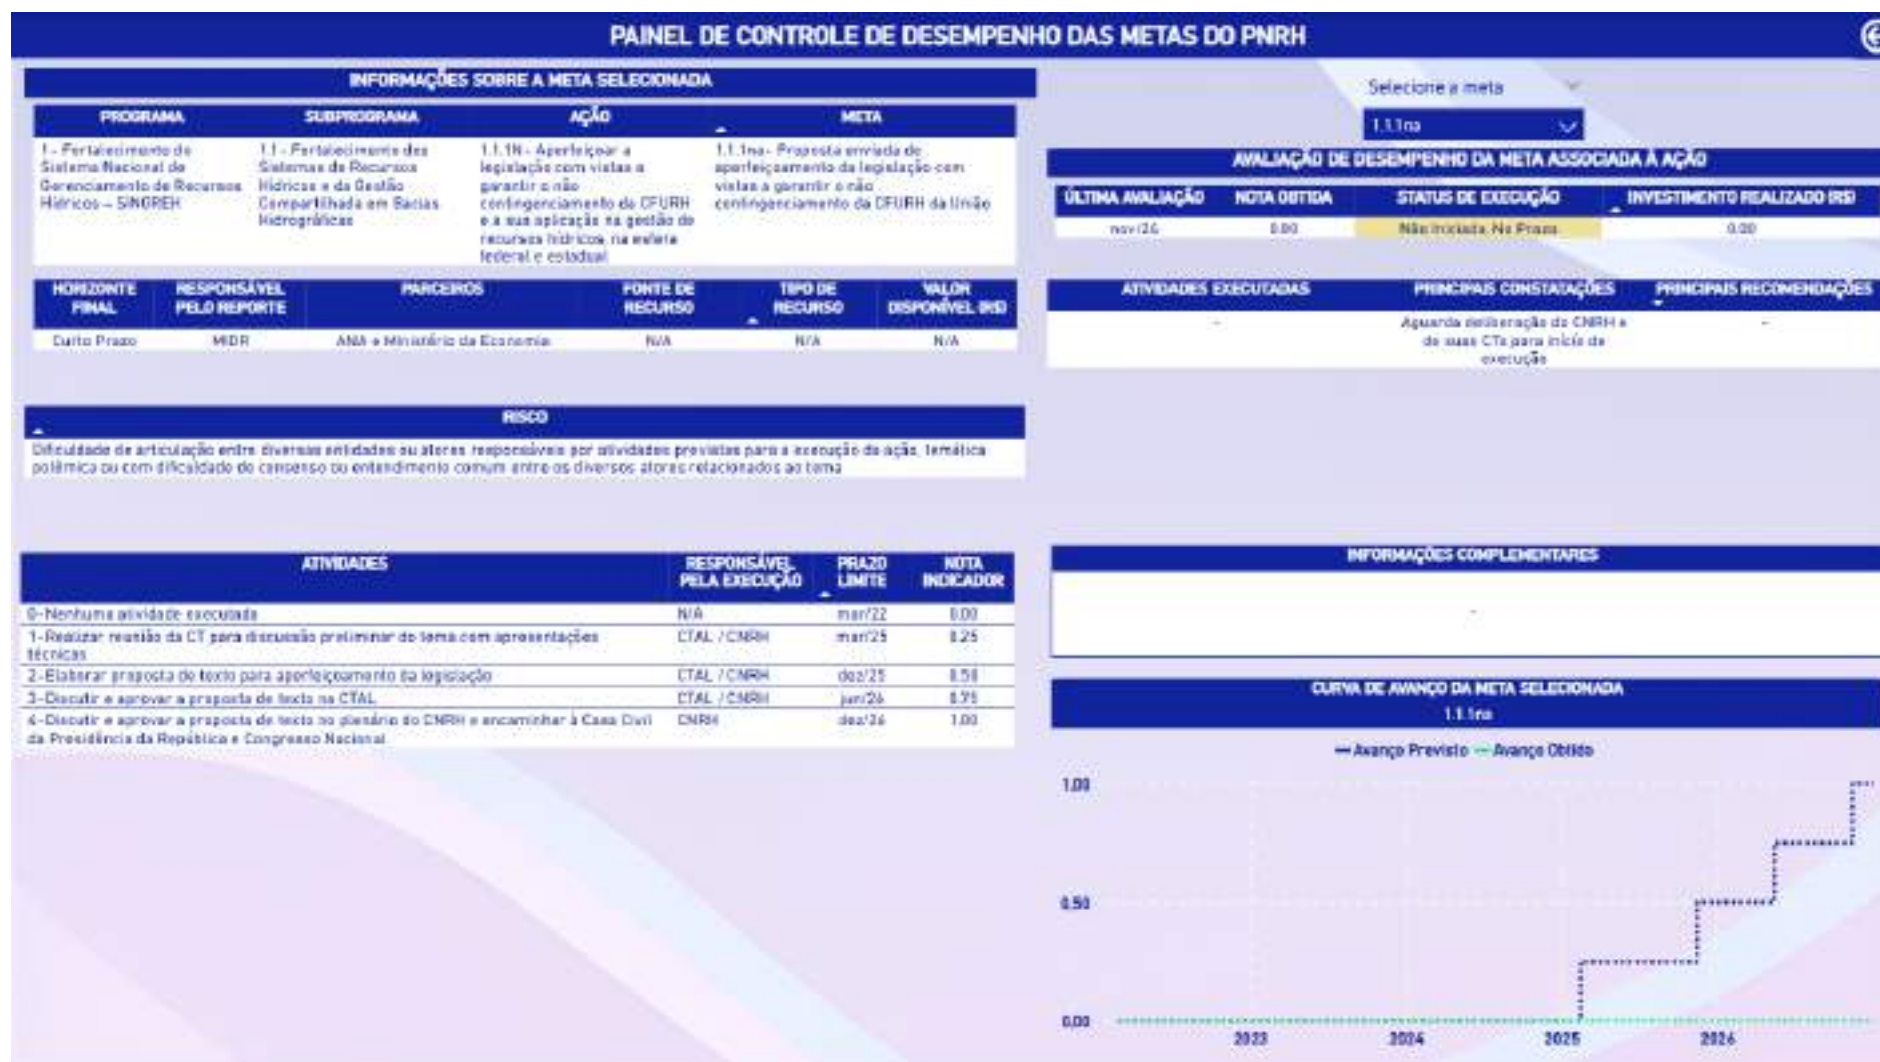 PAINEL DE CONTROLE DE DESEMPENHO DAS METAS DO PNRH
INFORMAÇÕES SOBRE A META SELECIONADA
PROGRAMA SUBPROGRAMA AÇÃO META
1 - Fortalecimento do Sistema Nacional de Gerenciamento de Recursos Hídricos – SINGREH
1.1 - Fortalecimento dos Sistemas de Recursos Hídricos e da Gestão Compartilhada em Bacias Hidrográficas
1.1.1N - Aperfeiçoar a legislação com vistas a garantir o não contingenciamento da CFURH e a sua aplicação na gestão de recursos hídricos, na esfera federal e estadual
1.1.1na - Proposta enviada de aperfeiçoamento da legislação com vistas a garantir o não contingenciamento da CFURH da União
HORIZONTE FINAL RESPONSÁVEL PELO REPORTE PARCEIROS FONTE DE RECURSO TIPO DE RECURSO VALOR DISPONÍVEL (R$)
Curto Prazo MIDR ANA e Ministério da Economia N/A N/A N/A
RISCO
Dificuldade de articulação entre diversas entidades ou atores responsáveis por atividades previstas para a execução da ação, temática
polêmica ou com dificuldade de consenso ou entendimento comum entre os diversos atores relacionados ao tema
ATIVIDADES RESPONSÁVEL PELA EXECUÇÃO PRAZO LIMITE NOTA INDICADOR
0-Nenhuma atividade executada N/A mar/22 0.00
1-Realizar reunião da CT para discussão preliminar do tema com apresentações técnicas CTAL / CNRH mar/25 0.25
2-Elaborar proposta de texto para aperfeiçoamento da legislação CTAL / CNRH dez/25 0.50
3-Discutir e aprovar a proposta de texto na CTAL CTAL / CNRH jun/26 0.75
4-Discutir e aprovar a proposta de texto no plenário do CNRH e encaminhar à Casa Civil da Presidência da República e Congresso Nacional CNRH dez/26 1.00
Selecione a meta
1.1.1na
AVALIAÇÃO DE DESEMPENHO DA META ASSOCIADA À AÇÃO
ÚLTIMA AVALIAÇÃO NOTA OBTIDA STATUS DE EXECUÇÃO INVESTIMENTO REALIZADO (R$)
nov/26 0.00 Não Iniciada. No Prazo. 0.00
ATIVIDADES EXECUTADAS PRINCIPAIS CONSTATAÇÕES PRINCIPAIS RECOMENDAÇÕES
- Aguarda deliberação do CNRH e de suas CTs para início de execução -
INFORMAÇÕES COMPLEMENTARES
-
CURVA DE AVANÇO DA META SELECIONADA
1.1.1na
Avanço Previsto Avanço Obtido
1.00
0.50
0.00
2023 2024 2025 2026